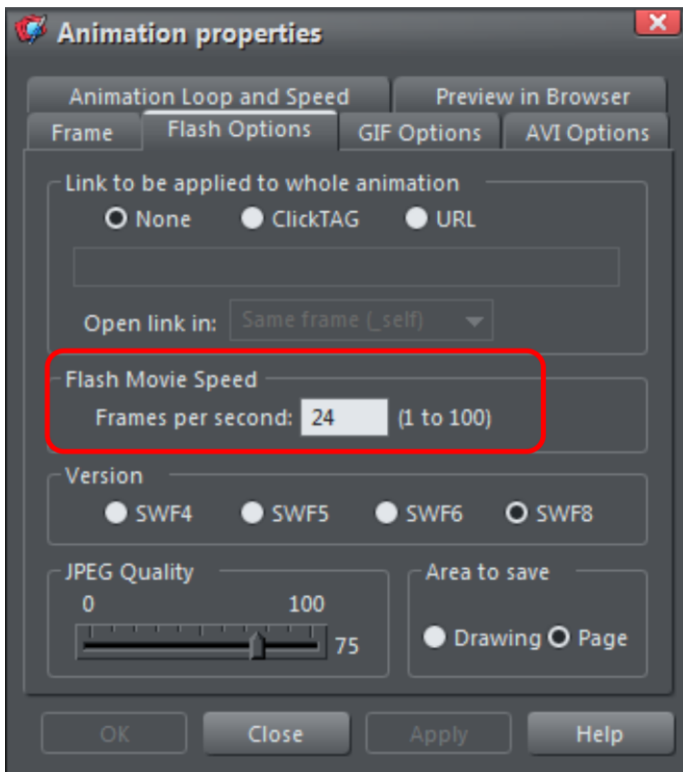 Animation properties
Animation Loop and Speed Preview in Browser
Frame Flash Options GIF Options AVI Options
Link to be applied to whole animation
None ClickTAG URL
Open link in: Same frame (_self)
Flash Movie Speed
Frames per second: 24 (1 to 100)
Version
SWF4 SWF5 SWF6 SWF8
JPEG Quality Area to save
0 100
75 Drawing Page
OK Close Apply Help